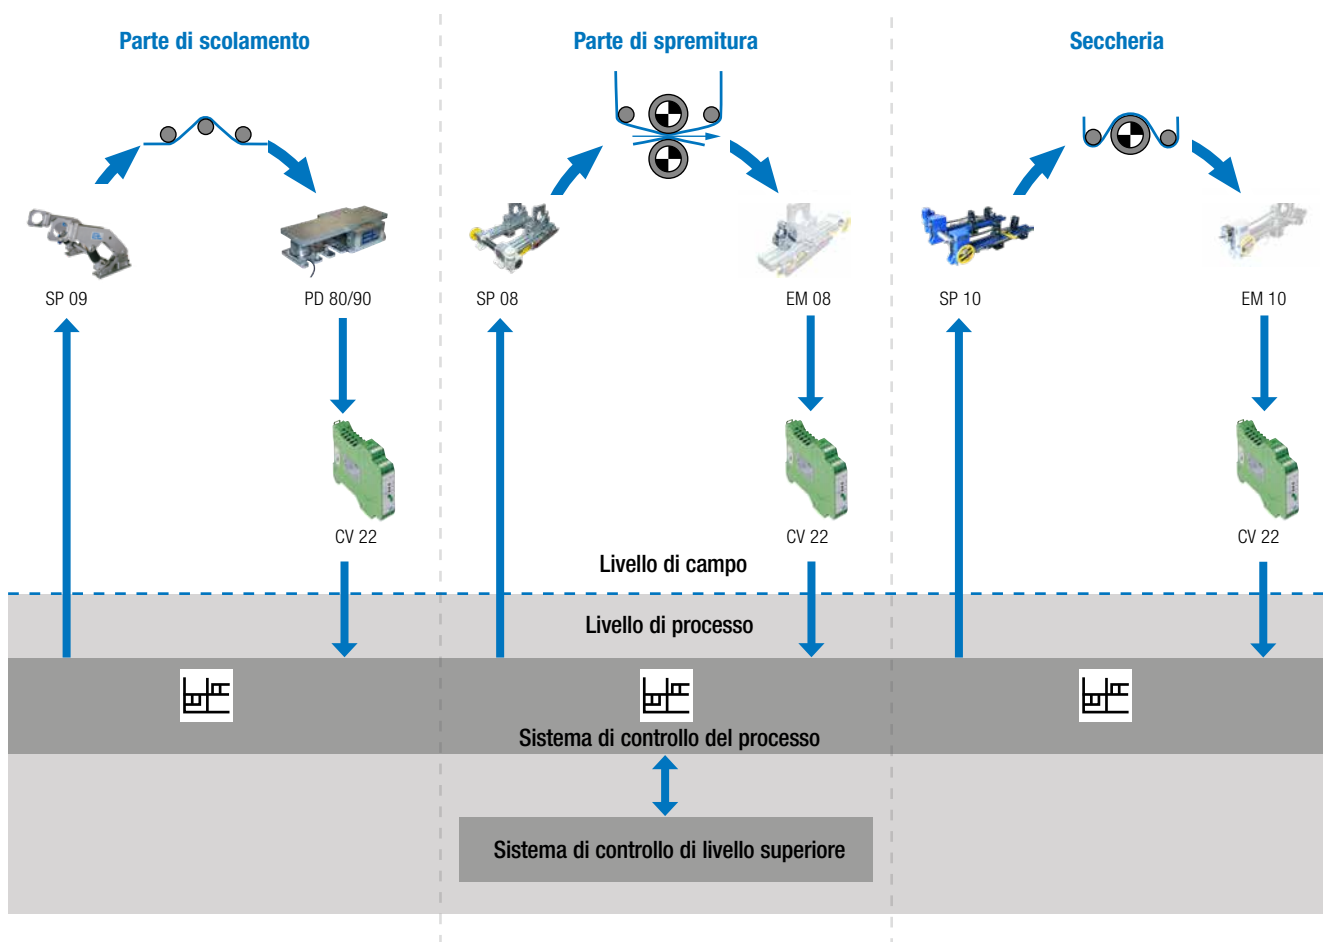 Parte di scolamento
Parte di spremitura
Seccheria
SP 09
PD 80/90
SP 08
EM 08
SP 10
EM 10
CV 22
CV 22
CV 22
Livello di campo
Livello di processo
Sistema di controllo del processo
Sistema di controllo di livello superiore